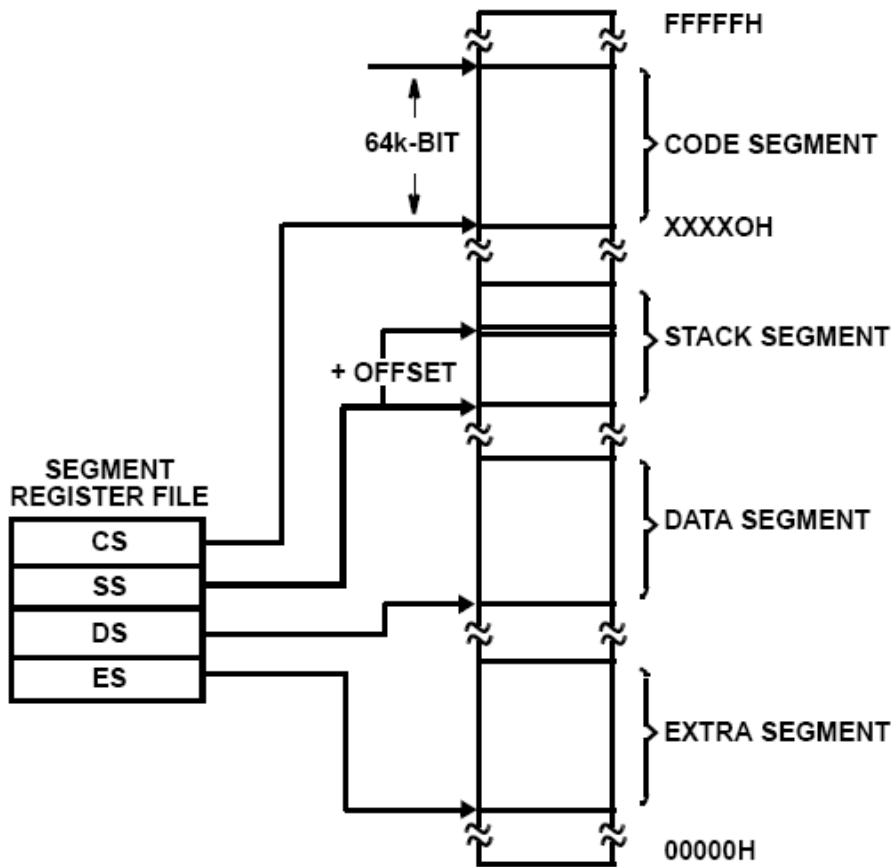 FFFFFH
64k-BIT
CODE SEGMENT
XXXXOH
STACK SEGMENT
+ OFFSET
SEGMENT
REGISTER FILE
CS
SS
DS
ES
DATA SEGMENT
EXTRA SEGMENT
00000H